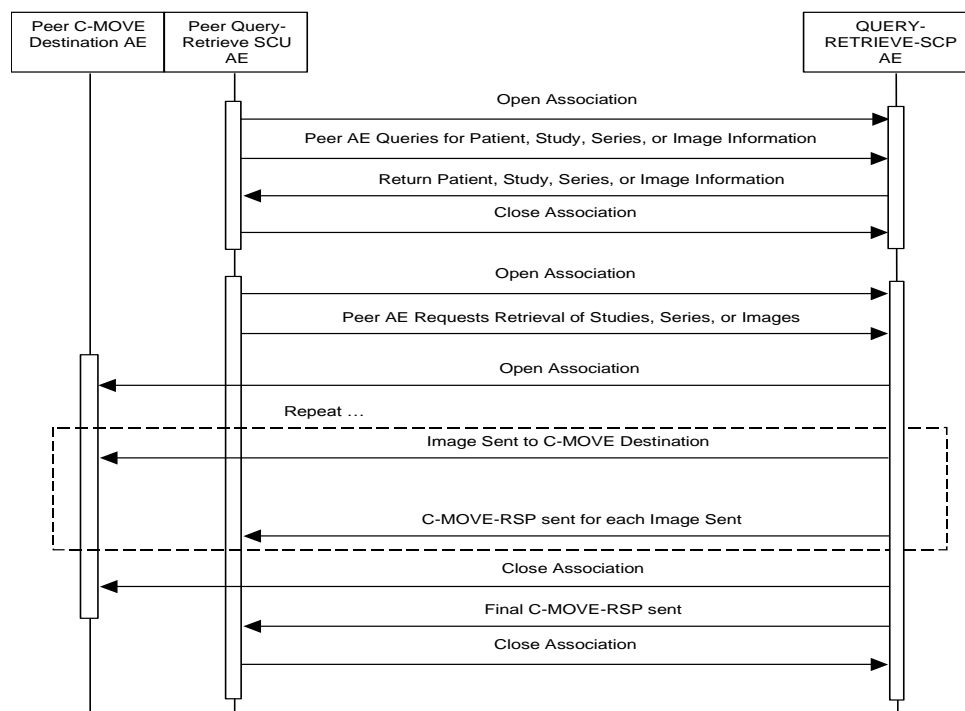 Peer C-MOVE
Destination AE
Peer Query-
Retrieve SCU
AE
QUERY-
RETRIEVE-SCP
AE
Open Association
Peer AE Queries for Patient, Study, Series, or Image Information
Return Patient, Study, Series, or Image Information
Close Association
Open Association
Peer AE Requests Retrieval of Studies, Series, or Images
Open Association
Repeat …
Image Sent to C-MOVE Destination
C-MOVE-RSP sent for each Image Sent
Close Association
Final C-MOVE-RSP sent
Close Association